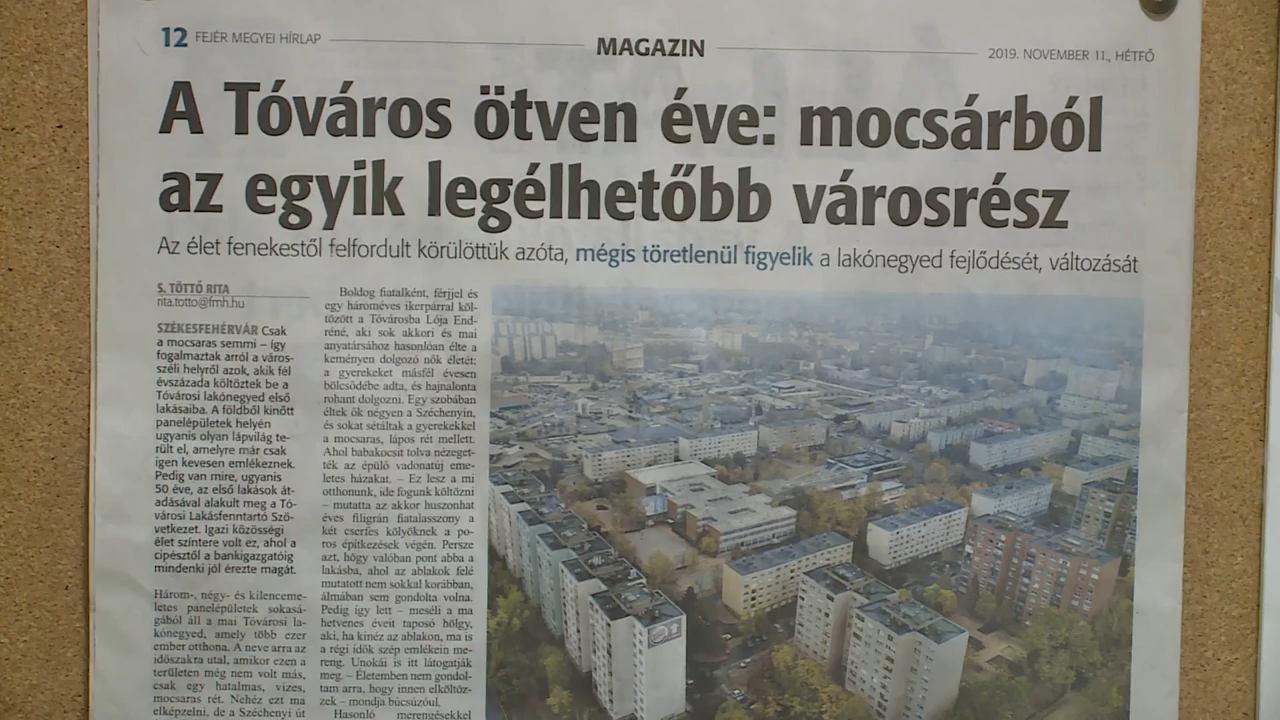 12 FEJÉR MEGYEI HÍRLAP
MAGAZIN
2019. NOVEMBER 11., HÉTFŐ
A Tóváros ötven éve: mocsárból
az egyik legélhetőbb városrész
Az élet fenekestől felfordult körülöttük azóta, mégis töretlenül figyelik a lakónegyed fejlődését, változását
S. TÖTTŐ RITA
rita.totto@fmh.hu
SZÉKESFEHÉRVÁR Csak
a mocsaras semmi – így
fogalmaztak arról a város-
széli helyről azok, akik fél
évszázada költöztek be a
Tóvárosi lakónegyed első
lakásaiba. A földből kinőtt
panelépületek helyén
ugyanis olyan lápvilág te-
rült el, amelyre már csak
igen kevesen emlékeznek.
Pedig van mire, ugyanis
50 éve, az első lakások át-
adásával alakult meg a Tó-
városi Lakásfenntartó Szö-
vetkezet. Igazi közösségi
élet színtere volt ez, ahol a
cipésztől a bankigazgatóig
mindenki jól érezte magát.
Három-, négy- és kilenceme-
letes panelépületek sokasá-
gából áll a mai Tóvárosi la-
kónegyed, amely több ezer
ember otthona. A neve arra az
időszakra utal, amikor ezen a
területen még nem volt más,
csak egy hatalmas, vizes,
mocsaras rét. Nehéz ezt ma
elképzelni, de a Széchenyi út
Boldog fiatalként, férjjel és
egy hároméves ikerpárral köl-
tözött a Tóvárosba Lója End-
réné, aki sok akkori és mai
anyatársához hasonlóan élte a
keményen dolgozó nők életét:
a gyerekeket másfél évesen
bölcsődébe adta, és hajnalonta
rohant dolgozni. Egy szobában
éltek ők négyen a Széchenyin,
és sokat sétáltak a gyerekekkel
a mocsaras, lápos rét mellett.
Ahol babakocsit tolva nézeget-
ték az épülő vadonatúj eme-
letes házakat. – Ez lesz a mi
otthonunk, ide fogunk költözni
– mutatta az akkor huszonhat
éves filigrán fiatalasszony a
két cserfes kölyöknek a po-
ros építkezések végén. Persze
azt, hogy valóban pont abba a
lakásba, ahol az ablakok felé
mutatott nem sokkal korábban,
álmában sem gondolta volna.
Pedig így lett – meséli a ma
hetvenes éveit taposó hölgy,
aki, ha kinéz az ablakon, ma is
a régi idők szép emlékein me-
reng. Unokái is itt látogatják
meg. – Életemben nem gondol-
tam arra, hogy innen elköltöz-
zek – mondja búcsúzóul.
Hasonló merengésekkel